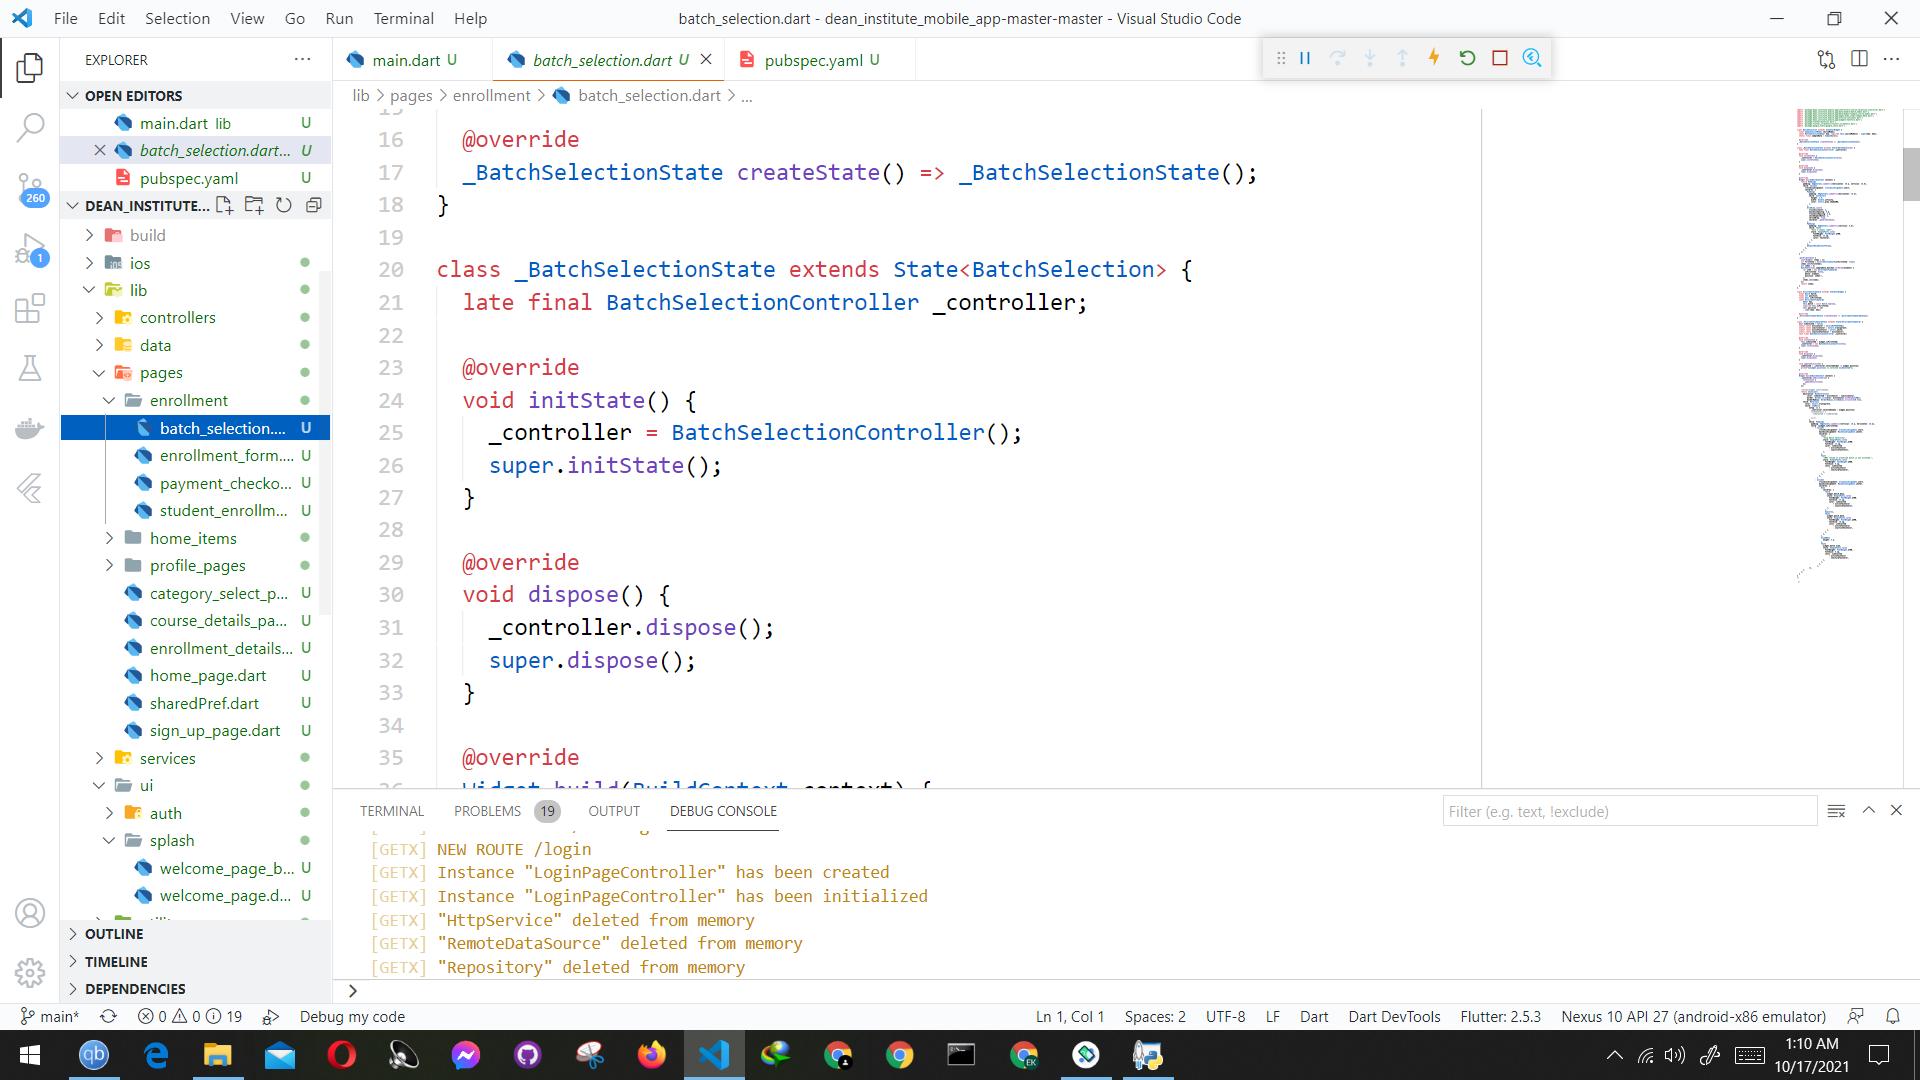 File Edit Selection View Go Run Terminal Help
batch_selection.dart - dean_institute_mobile_app-master-master - Visual Studio Code
EXPLORER
OPEN EDITORS
main.dart lib U
batch_selection.dart... U
pubspec.yaml U
DEAN_INSTITUTE...
build
ios
lib
controllers
data
pages
enrollment
batch_selection.... U
enrollment_form.... U
payment_checko... U
student_enrollm... U
home_items
profile_pages
category_select_p... U
course_details_pa... U
enrollment_details... U
home_page.dart U
sharedPref.dart U
sign_up_page.dart U
services
ui
auth
splash
welcome_page_b... U
welcome_page.d... U
OUTLINE
TIMELINE
DEPENDENCIES
260
1
main.dart U
batch_selection.dart U
pubspec.yaml U
lib > pages > enrollment > batch_selection.dart > ...
16 @override
17 _BatchSelectionState createState() => _BatchSelectionState();
18 }
19
20 class _BatchSelectionState extends State<BatchSelection> {
21 late final BatchSelectionController _controller;
22
23 @override
24 void initState() {
25 _controller = BatchSelectionController();
26 super.initState();
27 }
28
29 @override
30 void dispose() {
31 _controller.dispose();
32 super.dispose();
33 }
34
35 @override
36 Widget build(BuildContext context) {
TERMINAL PROBLEMS 19 OUTPUT DEBUG CONSOLE
Filter (e.g. text, !exclude)
[GETX] NEW ROUTE /login
[GETX] Instance "LoginPageController" has been created
[GETX] Instance "LoginPageController" has been initialized
[GETX] "HttpService" deleted from memory
[GETX] "RemoteDataSource" deleted from memory
[GETX] "Repository" deleted from memory
>
main* 0 0 19 Debug my code
Ln 1, Col 1 Spaces: 2 UTF-8 LF Dart Dart DevTools Flutter: 2.5.3 Nexus 10 API 27 (android-x86 emulator)
qb
EK
1:10 AM
10/17/2021